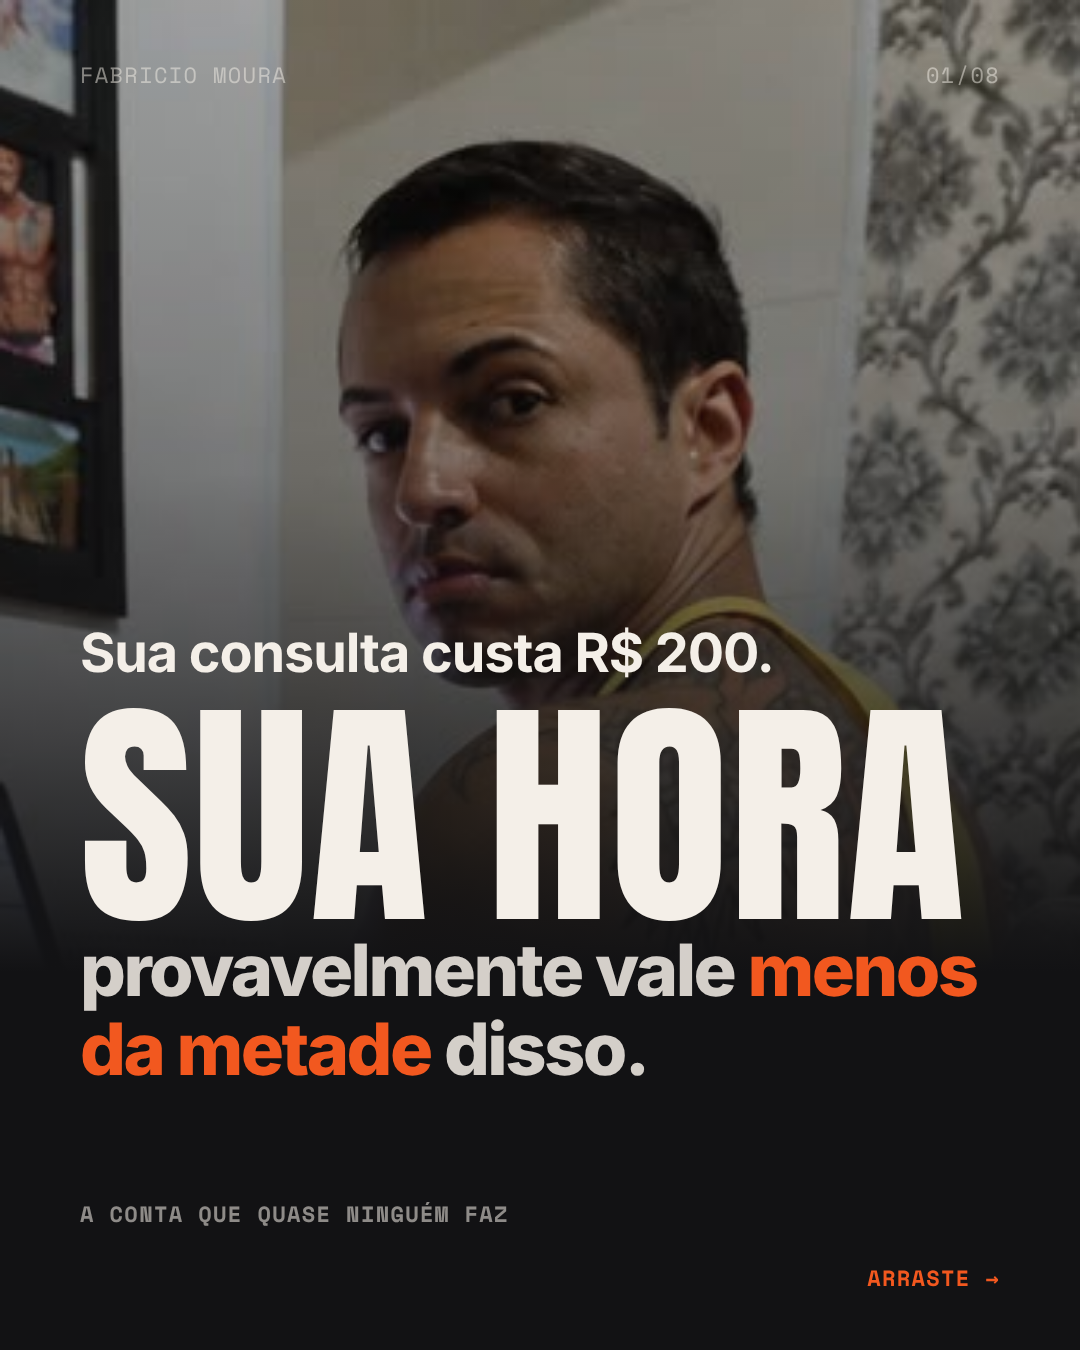 FABRICIO MOURA
01/08
Sua consulta custa R$ 200.
SUA HORA
provavelmente vale menos
da metade disso.
A CONTA QUE QUASE NINGUÉM FAZ
ARRASTE →